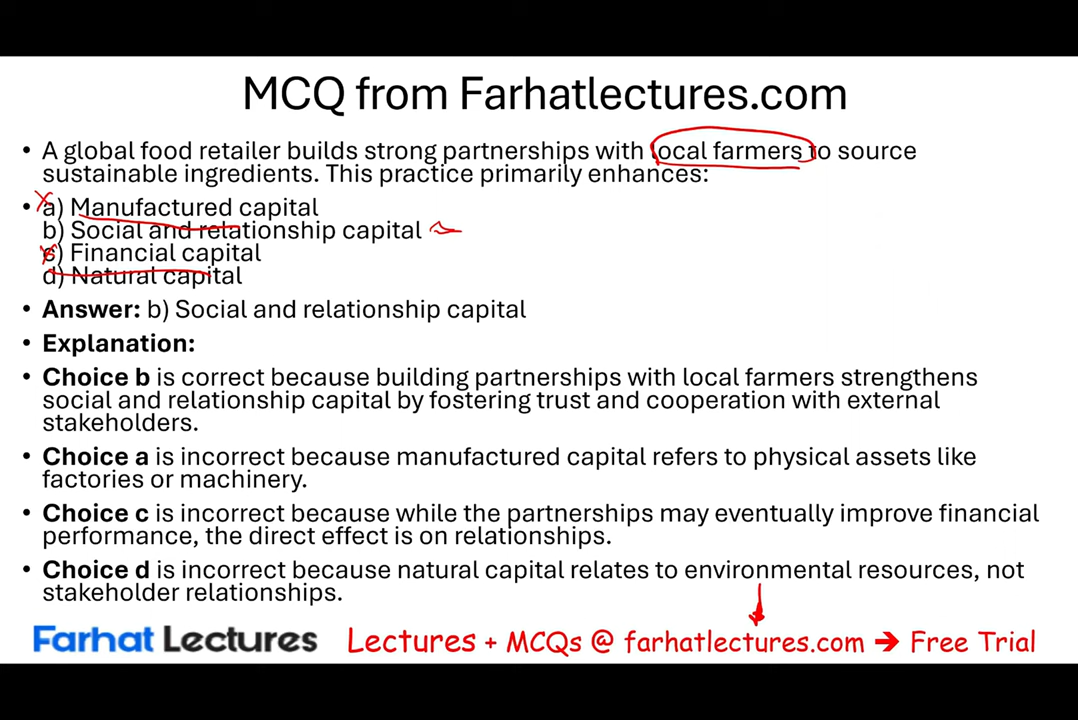 MCQ from Farhatlectures.com
• A global food retailer builds strong partnerships with local farmers to source
sustainable ingredients. This practice primarily enhances:
• a) Manufactured capital
b) Social and relationship capital
c) Financial capital
d) Natural capital
• Answer: b) Social and relationship capital
• Explanation:
• Choice b is correct because building partnerships with local farmers strengthens
social and relationship capital by fostering trust and cooperation with external
stakeholders.
• Choice a is incorrect because manufactured capital refers to physical assets like
factories or machinery.
• Choice c is incorrect because while the partnerships may eventually improve financial
performance, the direct effect is on relationships.
• Choice d is incorrect because natural capital relates to environmental resources, not
stakeholder relationships.
Farhat Lectures Lectures + MCQs @ farhatlectures.com → Free Trial